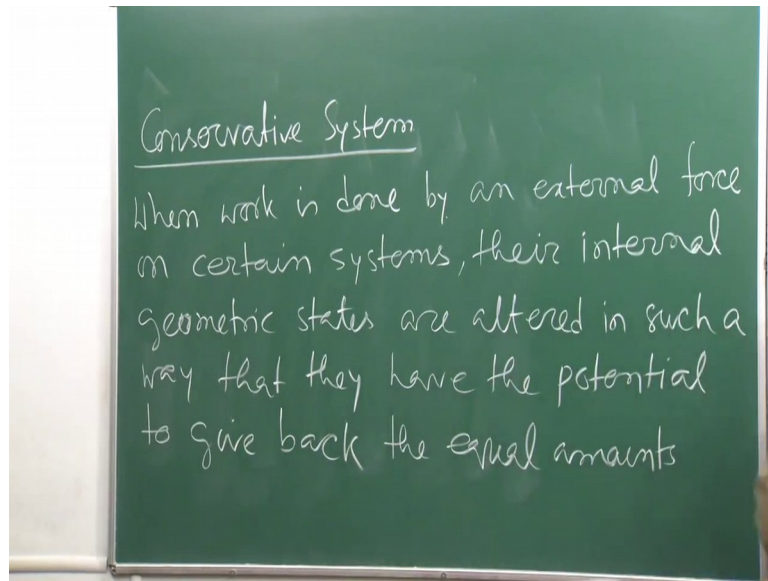 Conservative System
When work is done by an external force
on certain systems, their internal
geometric states are altered in such a
way that they have the potential
to give back the equal amounts